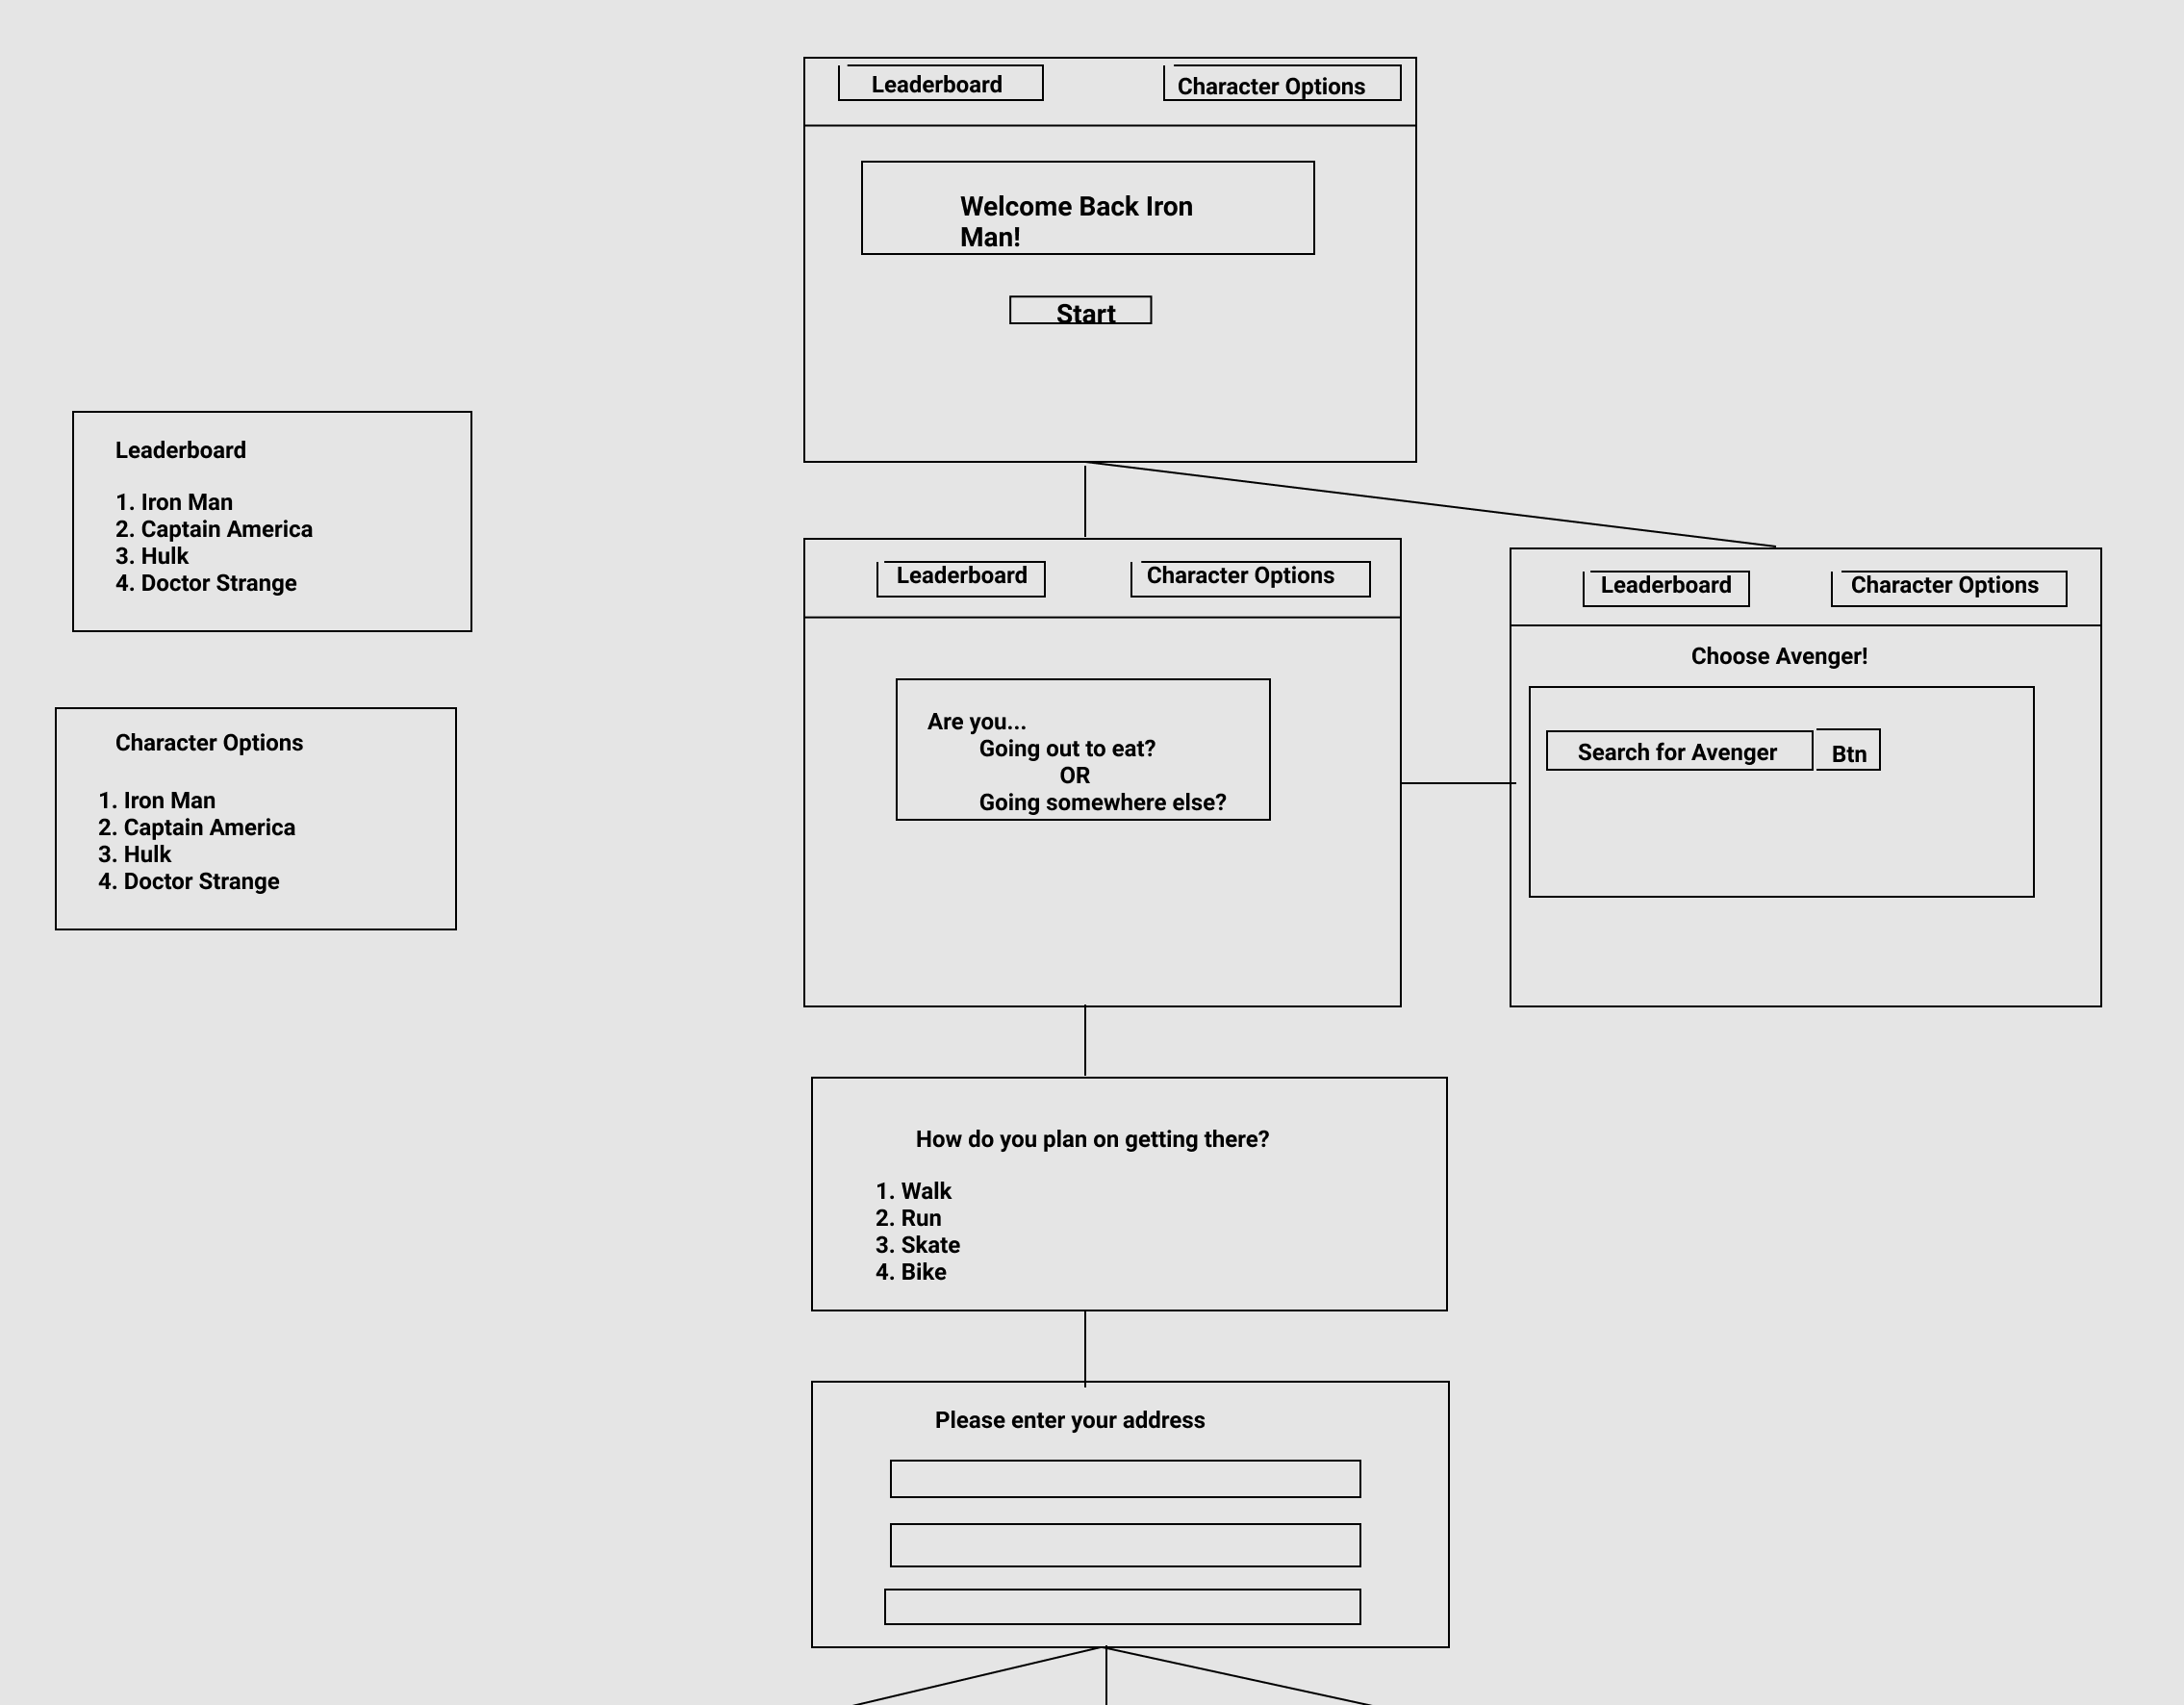 Leaderboard
Character Options
Welcome Back Iron
Man!
Start
Leaderboard
1. Iron Man
2. Captain America
3. Hulk
4. Doctor Strange
Character Options
1. Iron Man
2. Captain America
3. Hulk
4. Doctor Strange
Leaderboard
Character Options
Are you...
Going out to eat?
OR
Going somewhere else?
Leaderboard
Character Options
Choose Avenger!
Search for Avenger
Btn
How do you plan on getting there?
1. Walk
2. Run
3. Skate
4. Bike
Please enter your address